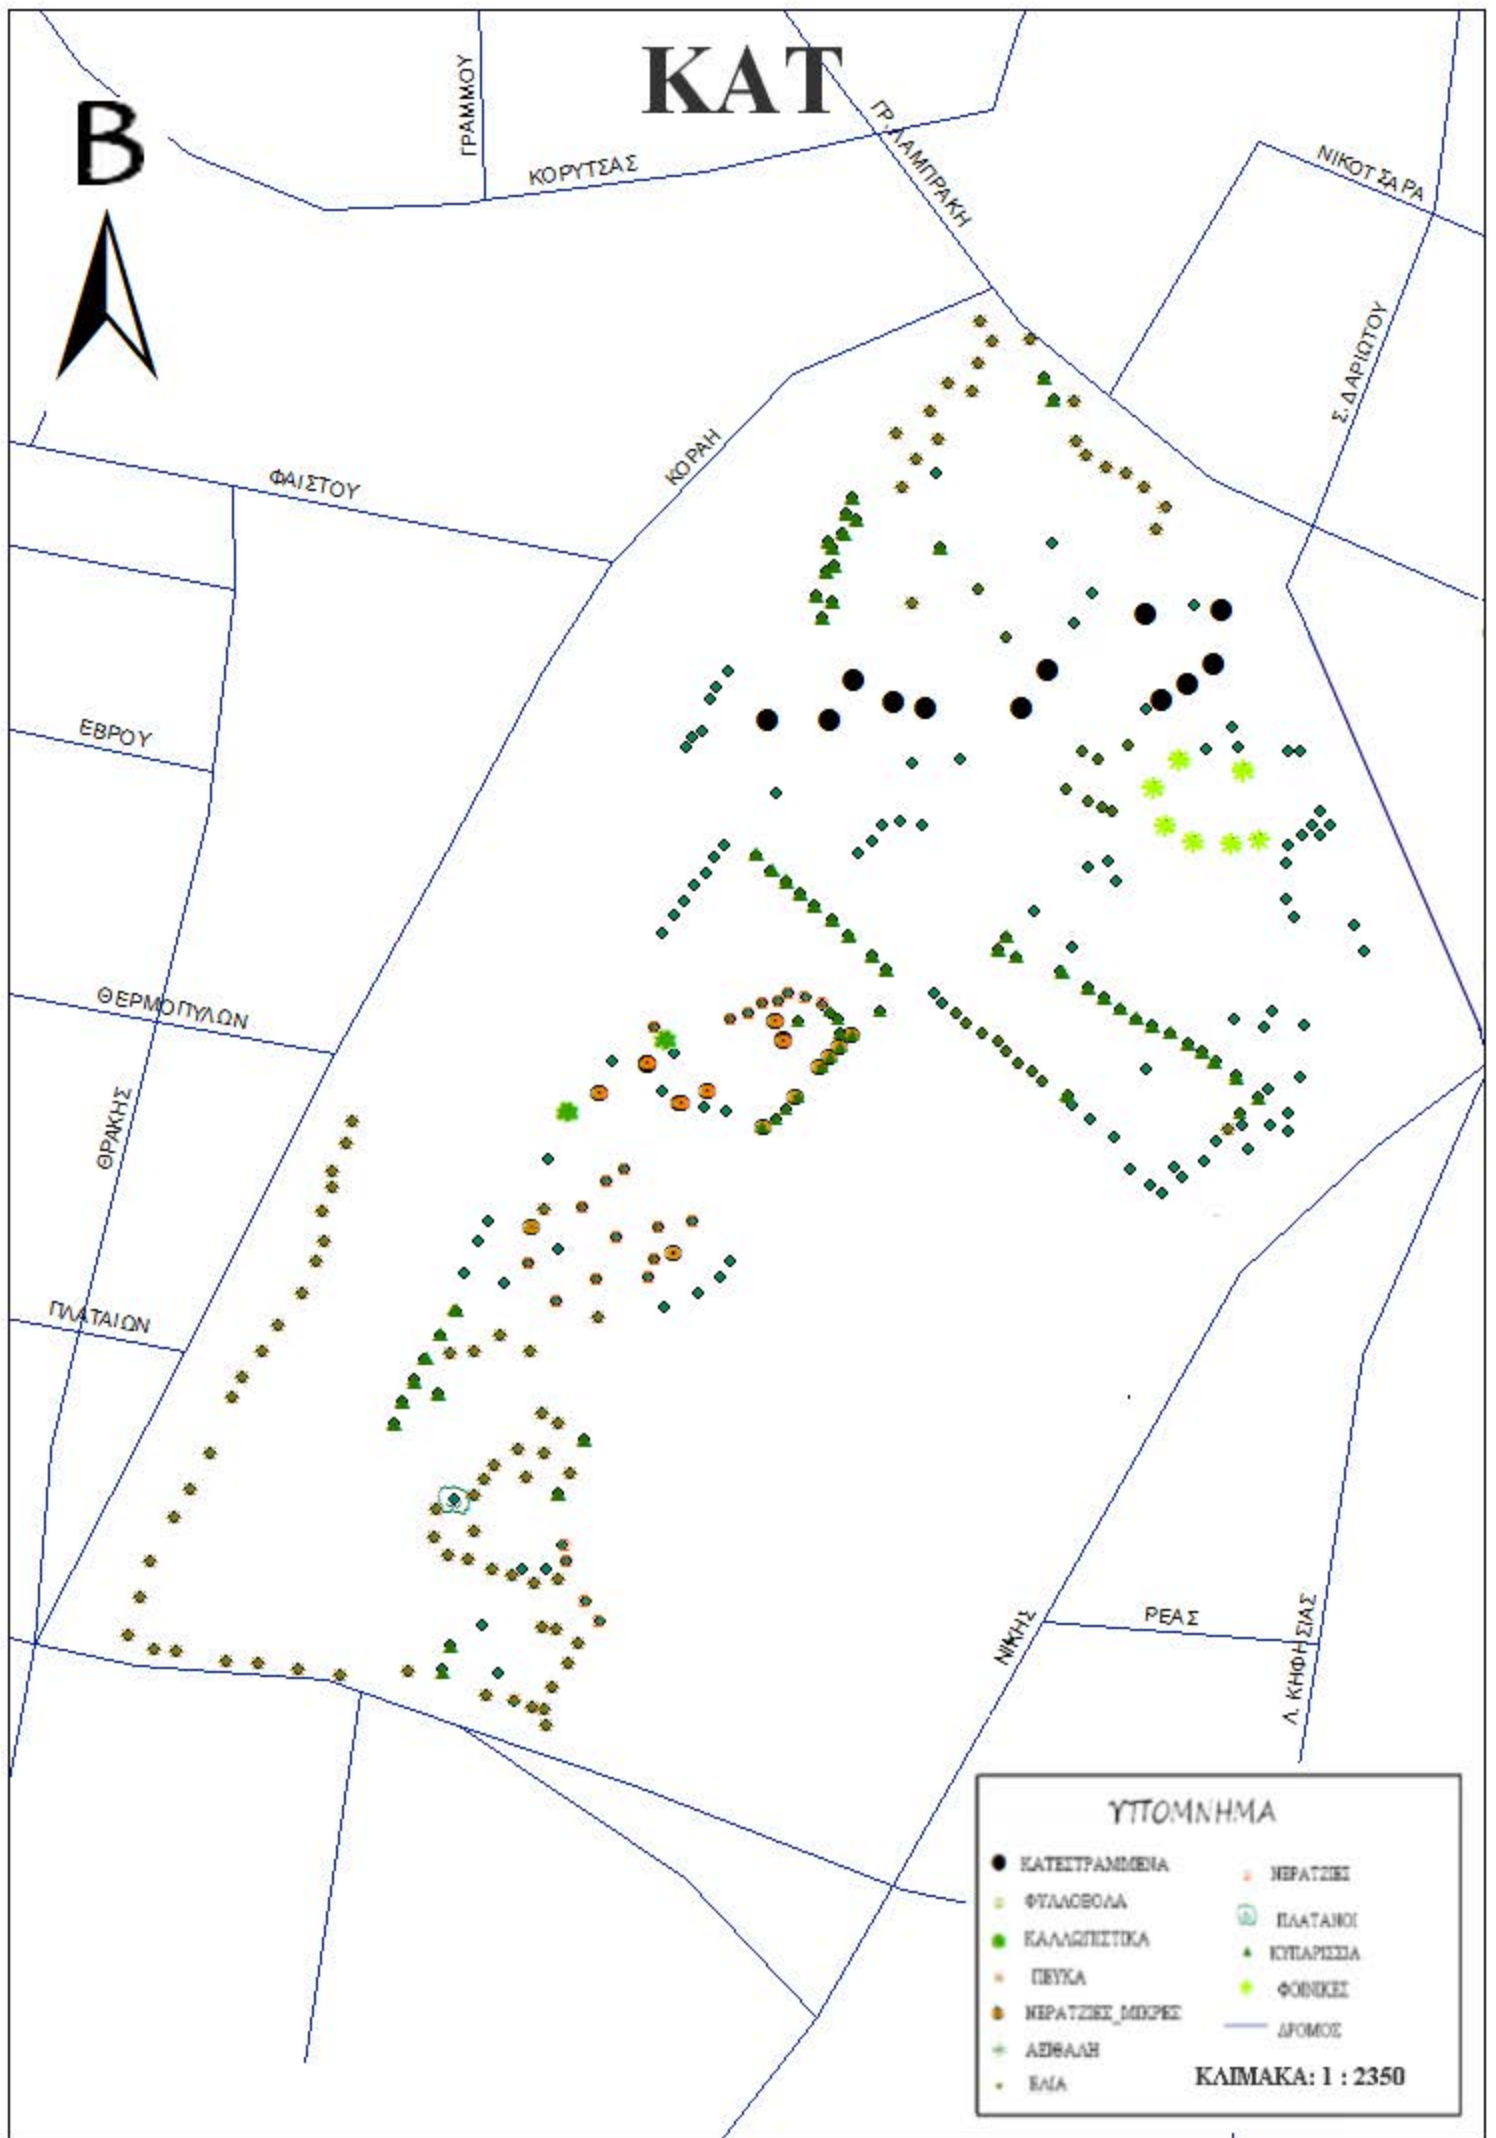 ΚΑΤ
Β
ΓΡΑΜΜΟΥ
ΚΟΡΥΤΣΑΣ
ΓΡ.ΛΑΜΠΡΑΚΗ
ΝΙΚΟΤΣΑΡΑ
Σ.ΔΑΡΙΩΤΟΥ
ΚΟΡΑΗ
ΦΑΙΣΤΟΥ
ΕΒΡΟΥ
ΘΕΡΜΟΠΥΛΩΝ
ΘΡΑΚΗΣ
ΠΛΑΤΑΙΩΝ
ΝΙΚΗΣ
ΡΕΑΣ
Λ. ΚΗΦΗΣΙΑΣ
ΥΠΟΜΝΗΜΑ
ΚΑΤΕΣΤΡΑΜΜΕΝΑ
ΦΥΛΛΟΒΟΛΑ
ΚΑΛΛΩΠΙΣΤΙΚΑ
ΠΕΥΚΑ
ΝΕΡΑΤΖΙΕΣ_ΜΙΚΡΕΣ
ΑΕΙΘΑΛΗ
ΕΛΙΑ
ΝΕΡΑΤΖΙΕΣ
ΠΛΑΤΑΝΟΙ
ΚΥΠΑΡΙΣΣΙΑ
ΦΟΙΝΙΚΕΣ
ΔΡΟΜΟΣ
ΚΛΙΜΑΚΑ: 1 : 2350